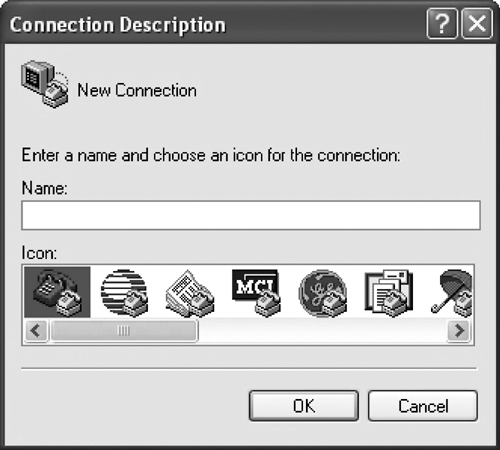 Connection Description
New Connection
Enter a name and choose an icon for the connection:
Name:
Icon:
MCI
OK
Cancel